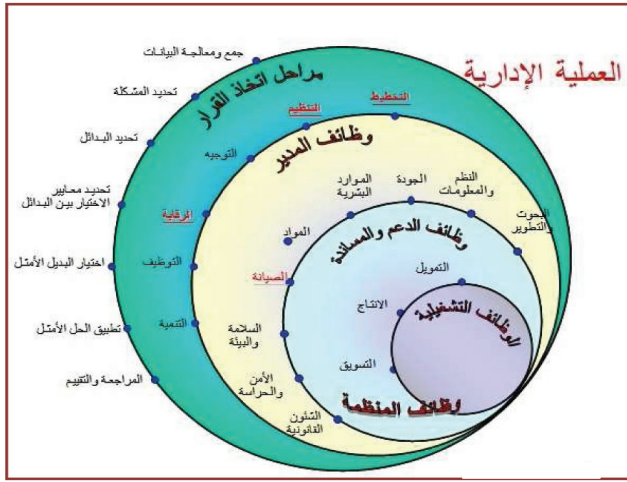 العملية الإدارية
مراحل اتخاذ القرار
جمع ومعالجة البيانات
تحديد المشكلة
تحديد البدائل
تحديد معايير
الاختيار بين البدائل
اختيار البديل الأمثل
تطبيق الحل الأمثل
المراجعة والتقييم
وظائف المدير
التخطيط
التنظيم
التوجيه
الرقابة
التوظيف
التنمية
وظائف الدعم والمساندة
البحوث
والتطوير
النظم
والمعلومات
الجودة
الموارد
البشرية
المواد
الصيانة
السلامة
والبيئة
الأمن
والحراسة
الشئون
القانونية
وظائف المنظمة
الوظائف التشغيلية
التمويل
الانتاج
التسويق